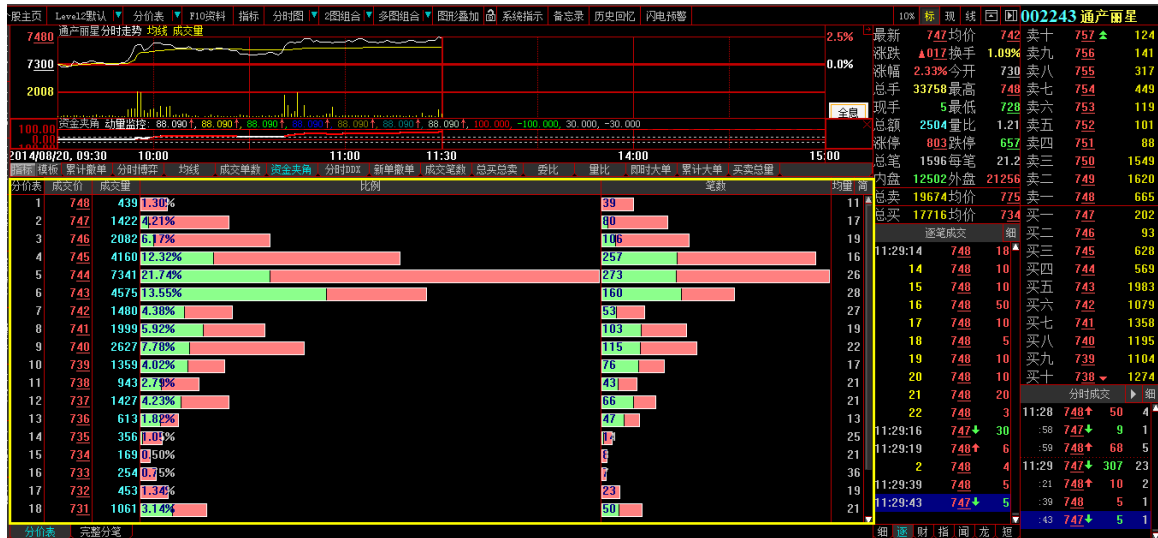 股主页 Level2默认 分价表 F10资料 指标 分时图 2图组合 多图组合 图形叠加 系统指示 备忘录 历史回忆 闪电预警 10% 标 现 线 002243 通产丽星
通产丽星分时走势 均线 成交量
7480 2.5%
7300 0.0%
2008
全息
资金夹角 动量监控: 88.090↑, 88.090↑, 88.090↑, 88.090↑, 88.090↑, 88.090↑, 88.090↑, 100.000, -100.000, 30.000, -30.000
100.00
0.00
2014/08/20, 09:30 10:00 11:00 11:30 14:00 15:00
指标 模板 累计撤单 分时博弈 均线 成交单数 资金夹角 分时DDX 新单撤单 成交笔数 总买总卖 委比 量比 即时大单 累计大单 买卖总量
分价表 成交价 成交量 比例 笔数 均量 简
1 748 439 1.30% 39 11
2 747 1422 4.21% 80 17
3 746 2082 6.17% 106 19
4 745 4160 12.32% 257 16
5 744 7341 21.74% 273 26
6 743 4575 13.55% 160 28
7 742 1480 4.38% 53 27
8 741 1999 5.92% 103 19
9 740 2627 7.78% 115 22
10 739 1359 4.02% 76 17
11 738 943 2.79% 43 21
12 737 1427 4.23% 66 21
13 736 613 1.82% 47 13
14 735 356 1.05% 14 25
15 734 169 0.50% 8 21
16 733 254 0.75% 7 36
17 732 453 1.34% 23 19
18 731 1061 3.14% 50 21
分价表 完整分笔
最新 747 均价 742
涨跌 ▲017 换手 1.09%
涨幅 2.33% 今开 730
总手 33758 最高 748
现手 5 最低 728
总额 2504 量比 1.21
涨停 803 跌停 657
总笔 1596 每笔 21.2
内盘 12502 外盘 21256
总卖 19674 均价 775
总买 17716 均价 734
逐笔成交 细
11:29:14 748 18
14 748 10
15 748 10
16 748 50
17 748 10
18 748 5
19 748 10
20 748 10
21 748 20
22 748 3
11:29:16 747↓ 30
11:29:19 748↑ 6
2 748 4
11:29:39 748 5
11:29:43 747↓ 5
细 逐 财 指 闻 龙 短
卖十 757 124
卖九 756 141
卖八 755 317
卖七 754 449
卖六 753 119
卖五 752 101
卖四 751 88
卖三 750 1549
卖二 749 1620
卖一 748 665
买一 747 202
买二 746 93
买三 745 628
买四 744 569
买五 743 1983
买六 742 1079
买七 741 1358
买八 740 1195
买九 739 1104
买十 738 1274
分时成交 细
11:28 748↑ 50 4
:58 747↓ 9 1
:59 748↑ 68 5
11:29 747↓ 307 23
:21 748↑ 10 2
:39 748 5 1
:43 747↓ 5 1